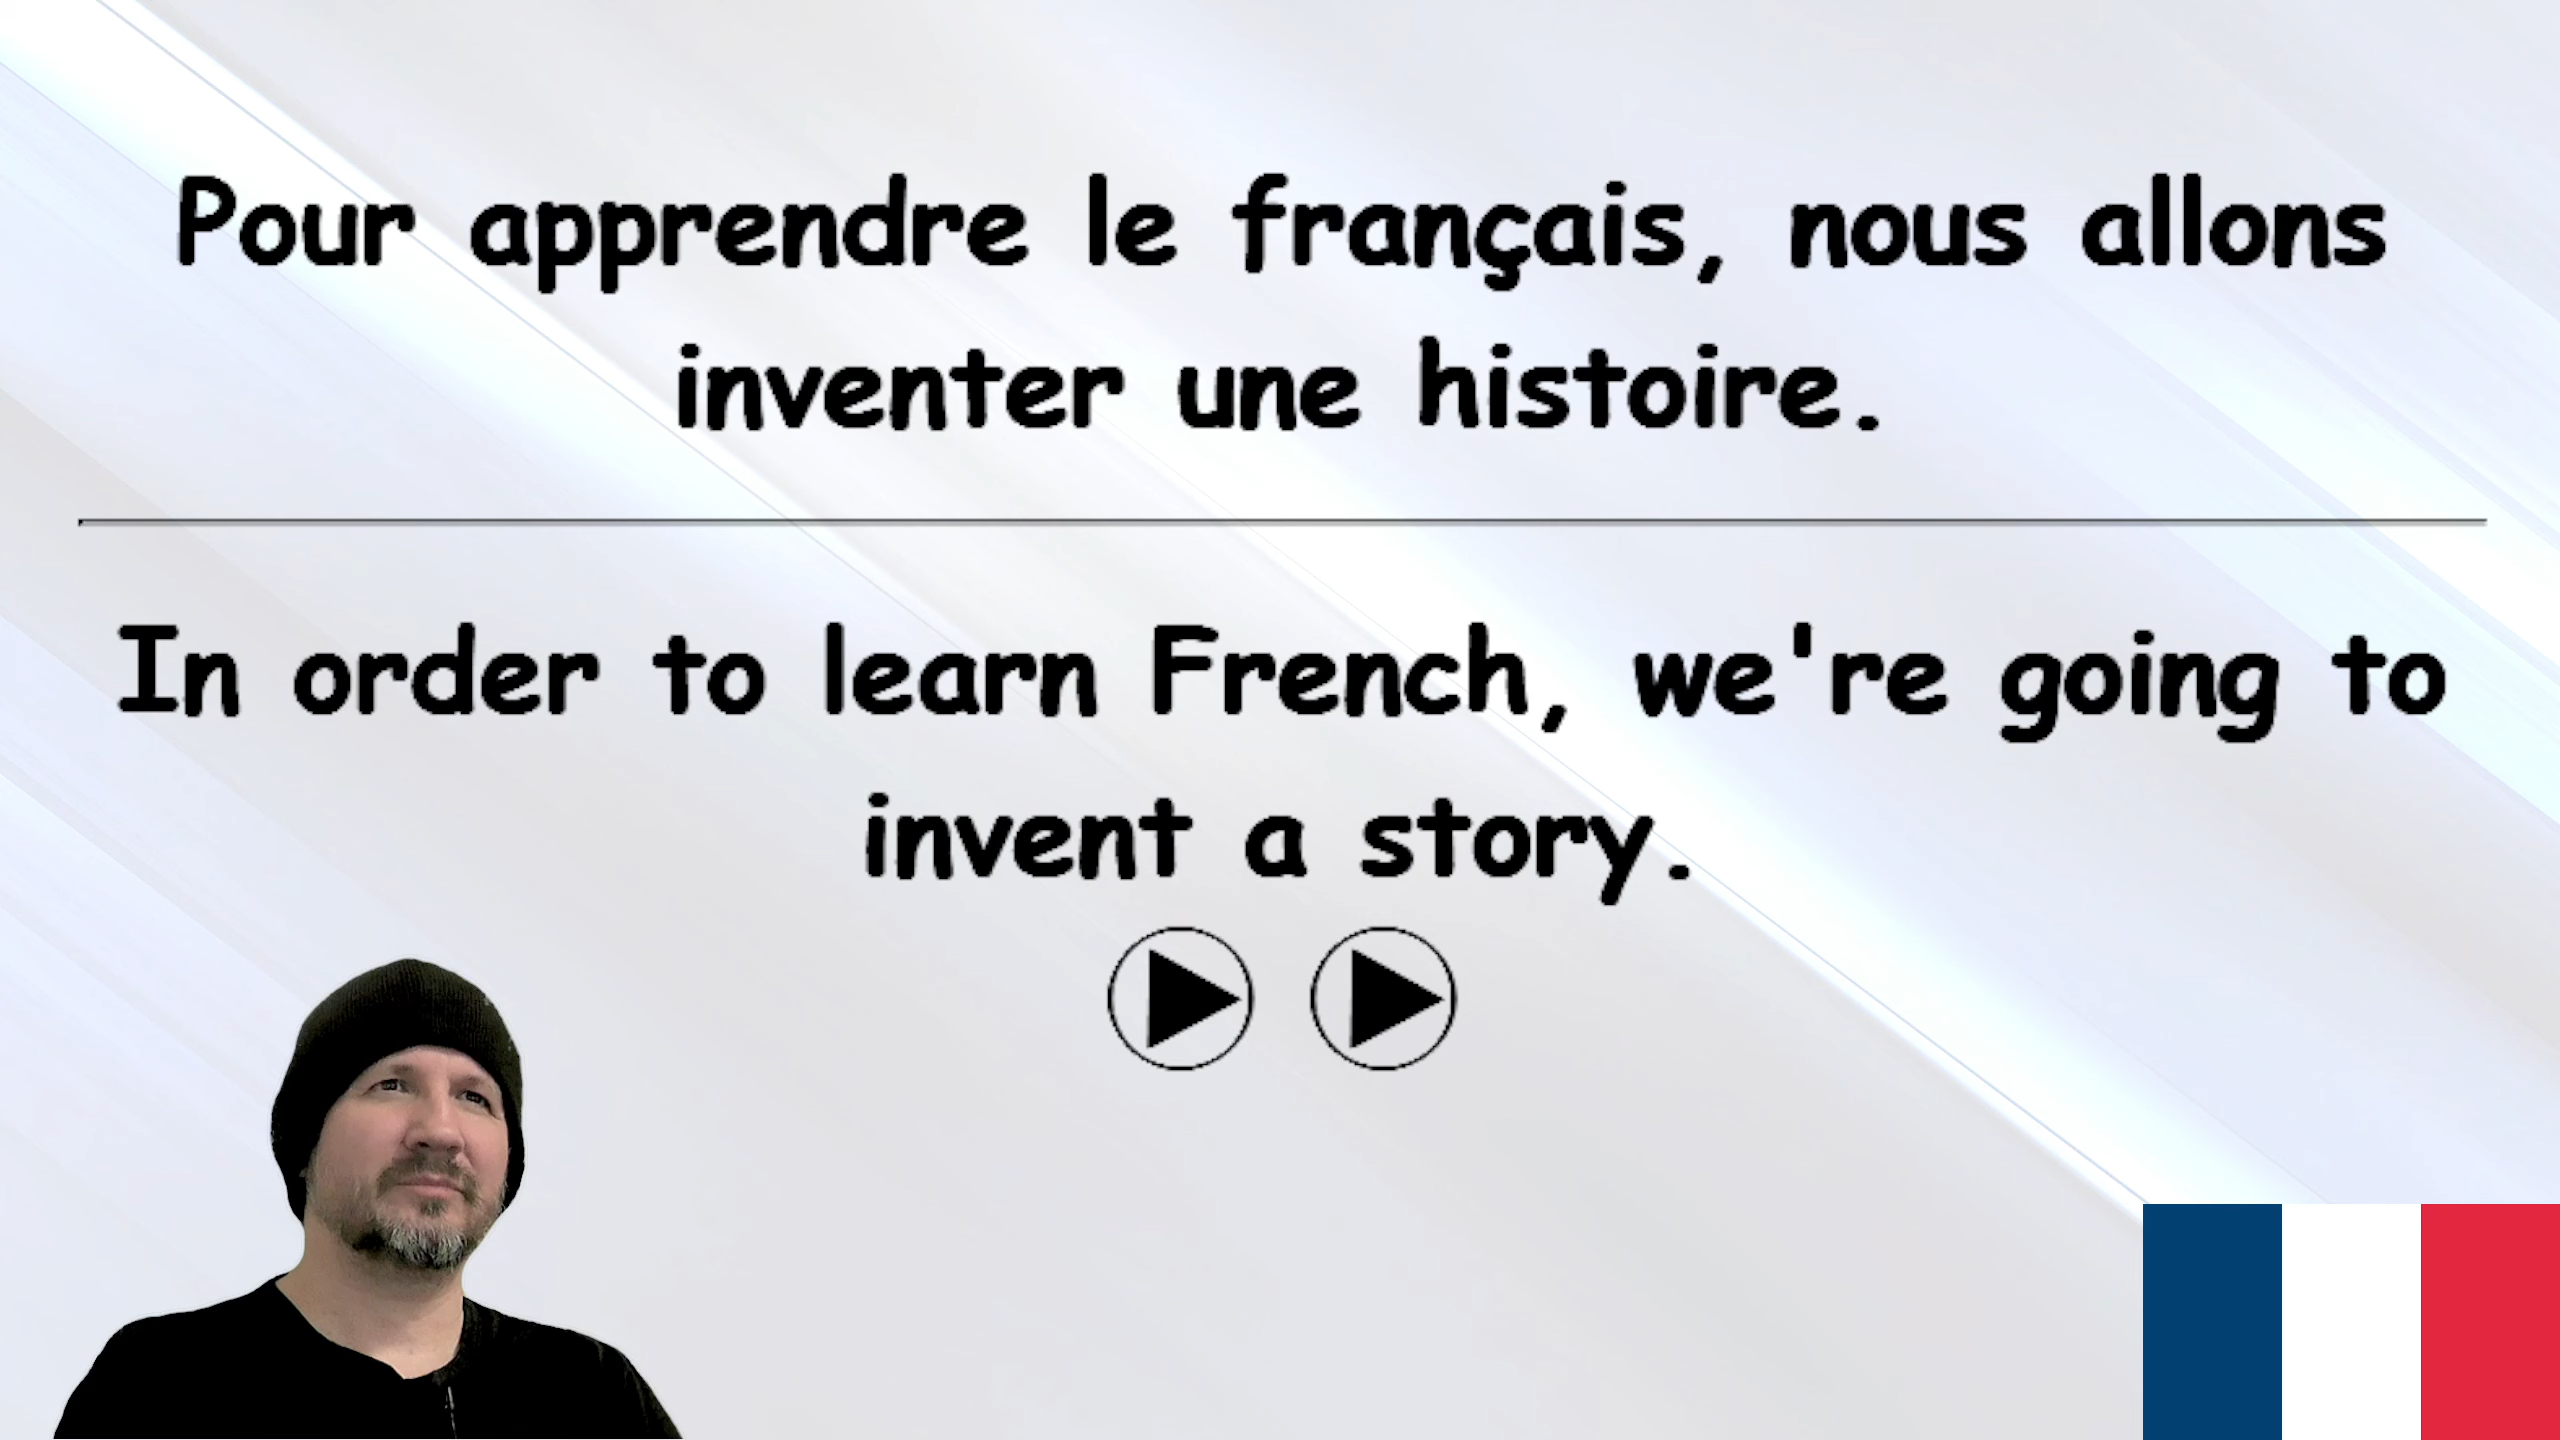 Pour apprendre le français, nous allons
inventer une histoire.
In order to learn French, we're going to
invent a story.